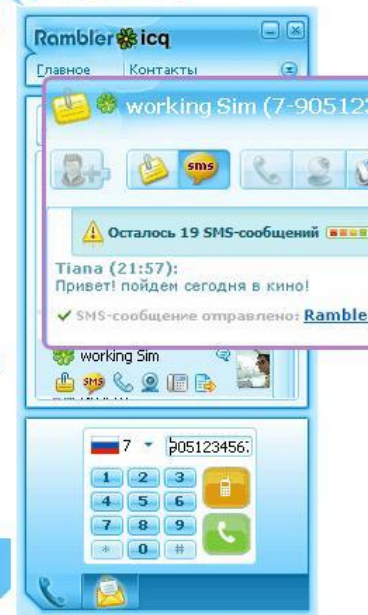 Rambler icq
Главное Контакты
working Sim (7-905123
sms
Осталось 19 SMS-сообщений
Tiana (21:57):
Привет! пойдем сегодня в кино!
SMS-сообщение отправлено: Ramble
working Sim
SMS
7 905123456
1 2 3
4 5 6
7 8 9
* 0 #